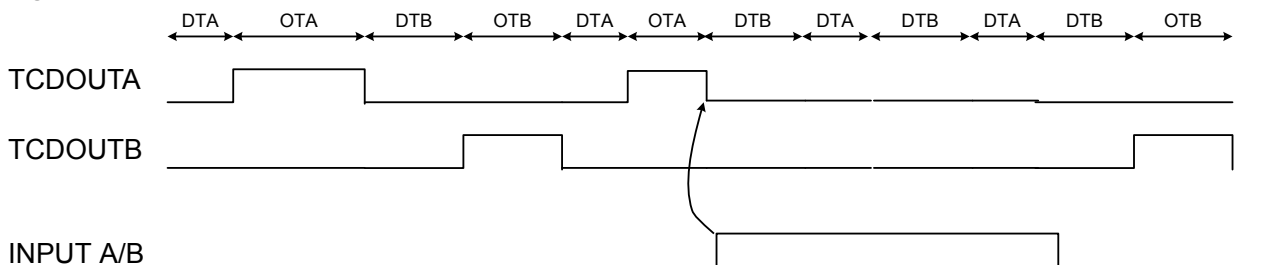 DTA OTA DTB OTB DTA OTA DTB DTA DTB DTA DTB OTB
TCDOUTA
TCDOUTB
INPUT A/B